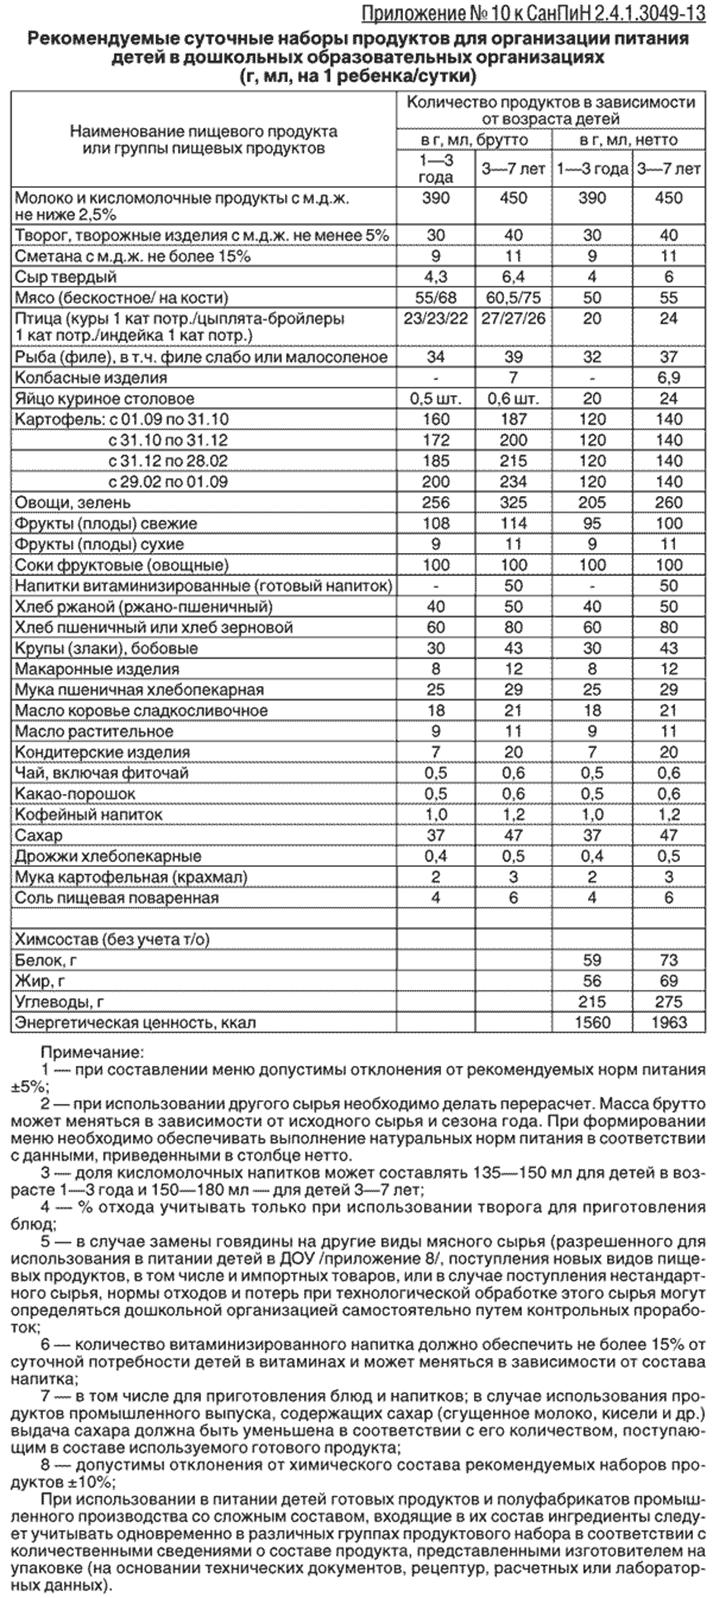 Приложение № 10 к СанПиН 2.4.1.3049-13
Рекомендуемые суточные наборы продуктов для организации питания
детей в дошкольных образовательных организациях
(г, мл, на 1 ребенка/сутки)
Наименование пищевого продукта
или группы пищевых продуктов
Количество продуктов в зависимости
от возраста детей
в г, мл, брутто в г, мл, нетто
1—3
года 3—7 лет 1—3 года 3—7 лет
Молоко и кисломолочные продукты с м.д.ж.
не ниже 2,5% 390 450 390 450
Творог, творожные изделия с м.д.ж. не менее 5% 30 40 30 40
Сметана с м.д.ж. не более 15% 9 11 9 11
Сыр твердый 4,3 6,4 4 6
Мясо (бескостное/ на кости) 55/68 60,5/75 50 55
Птица (куры 1 кат потр./цыплята-бройлеры
1 кат потр./индейка 1 кат потр.) 23/23/22 27/27/26 20 24
Рыба (филе), в т.ч. филе слабо или малосоленое 34 39 32 37
Колбасные изделия - 7 - 6,9
Яйцо куриное столовое 0,5 шт. 0,6 шт. 20 24
Картофель: с 01.09 по 31.10 160 187 120 140
с 31.10 по 31.12 172 200 120 140
с 31.12 по 28.02 185 215 120 140
с 29.02 по 01.09 200 234 120 140
Овощи, зелень 256 325 205 260
Фрукты (плоды) свежие 108 114 95 100
Фрукты (плоды) сухие 9 11 9 11
Соки фруктовые (овощные) 100 100 100 100
Напитки витаминизированные (готовый напиток) - 50 - 50
Хлеб ржаной (ржано-пшеничный) 40 50 40 50
Хлеб пшеничный или хлеб зерновой 60 80 60 80
Крупы (злаки), бобовые 30 43 30 43
Макаронные изделия 8 12 8 12
Мука пшеничная хлебопекарная 25 29 25 29
Масло коровье сладкосливочное 18 21 18 21
Масло растительное 9 11 9 11
Кондитерские изделия 7 20 7 20
Чай, включая фиточай 0,5 0,6 0,5 0,6
Какао-порошок 0,5 0,6 0,5 0,6
Кофейный напиток 1,0 1,2 1,0 1,2
Сахар 37 47 37 47
Дрожжи хлебопекарные 0,4 0,5 0,4 0,5
Мука картофельная (крахмал) 2 3 2 3
Соль пищевая поваренная 4 6 4 6
Химсостав (без учета т/о)
Белок, г 59 73
Жир, г 56 69
Углеводы, г 215 275
Энергетическая ценность, ккал 1560 1963
Примечание:
1 — при составлении меню допустимы отклонения от рекомендуемых норм питания
±5%;
2 — при использовании другого сырья необходимо делать перерасчет. Масса брутто
может меняться в зависимости от исходного сырья и сезона года. При формировании
меню необходимо обеспечивать выполнение натуральных норм питания в соответствии
с данными, приведенными в столбце нетто.
3 — доля кисломолочных напитков может составлять 135—150 мл для детей в воз-
расте 1—3 года и 150—180 мл — для детей 3—7 лет;
4 — % отхода учитывать только при использовании творога для приготовления
блюд;
5 — в случае замены говядины на другие виды мясного сырья (разрешенного для
использования в питании детей в ДОУ /приложение 8/, поступления новых видов пище-
вых продуктов, в том числе и импортных товаров, или в случае поступления нестандарт-
ного сырья, нормы отходов и потерь при технологической обработке этого сырья могут
определяться дошкольной организацией самостоятельно путем контрольных прорабо-
ток;
6 — количество витаминизированного напитка должно обеспечить не более 15% от
суточной потребности детей в витаминах и может меняться в зависимости от состава
напитка;
7 — в том числе для приготовления блюд и напитков; в случае использования про-
дуктов промышленного выпуска, содержащих сахар (сгущенное молоко, кисели и др.)
выдача сахара должна быть уменьшена в соответствии с его количеством, поступаю-
щим в составе используемого готового продукта;
8 — допустимы отклонения от химического состава рекомендуемых наборов про-
дуктов ±10%;
При использовании в питании детей готовых продуктов и полуфабрикатов промыш-
ленного производства со сложным составом, входящие в их состав ингредиенты следу-
ет учитывать одновременно в различных группах продуктового набора в соответствии с
количественными сведениями о составе продукта, представленными изготовителем на
упаковке (на основании технических документов, рецептур, расчетных или лаборатор-
ных данных).